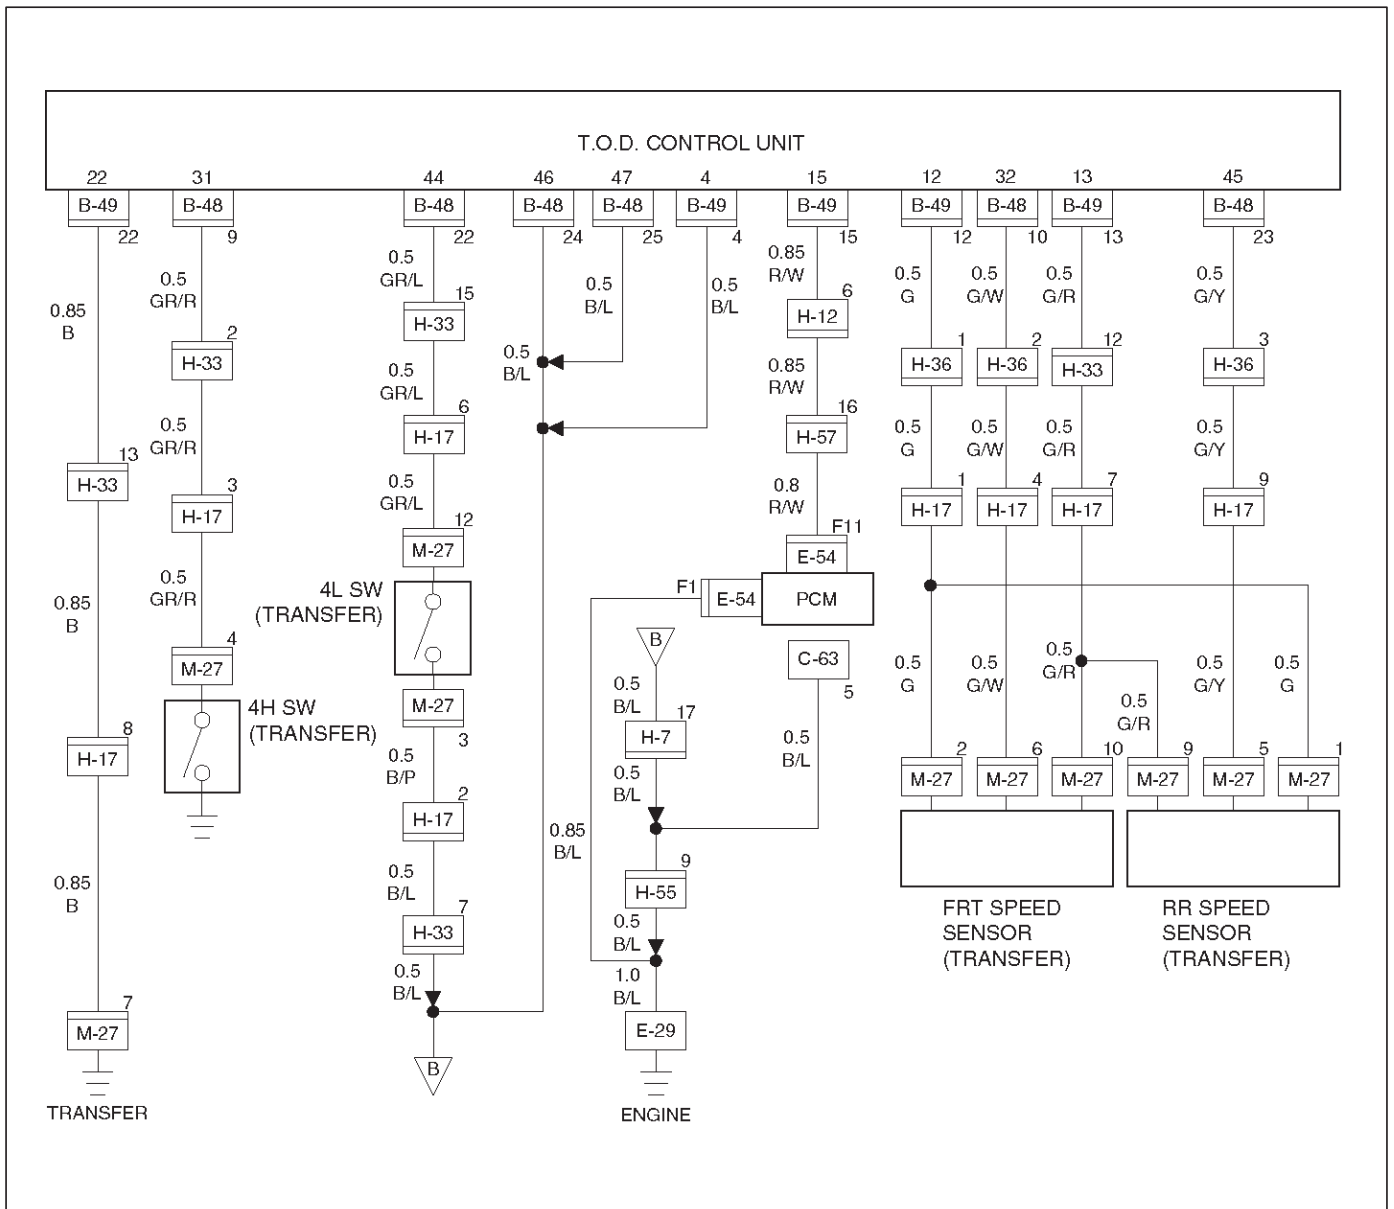 T.O.D. CONTROL UNIT
22 31 44 46 47 4 15 12 32 13 45
B-49 B-48 B-48 B-48 B-48 B-49 B-49 B-49 B-48 B-49 B-48
22 9 22 24 25 4 15 12 10 13 23
0.85 B
13
H-33
0.85 B
8
H-17
0.85 B
7
M-27
TRANSFER
0.5
GR/R
2
H-33
0.5
GR/R
3
H-17
0.5
GR/R
4
M-27
4H SW
(TRANSFER)
0.5
GR/L
15
H-33
0.5
GR/L
6
H-17
0.5
GR/L
12
M-27
4L SW
(TRANSFER)
M-27
3
0.5
B/P
2
H-17
0.5
B/L
7
H-33
0.5
B/L
B
0.5
B/L
0.5
B/L
0.5
B/L
0.85
R/W
6
H-12
0.85
R/W
16
H-57
0.8
R/W
F11
E-54
F1
E-54
PCM
C-63
5
0.5
B/L
B
0.5
B/L
17
H-7
0.5
B/L
0.85
B/L
9
H-55
0.5
B/L
1.0
B/L
E-29
ENGINE
0.5
G
1
H-36
0.5
G
1
H-17
0.5
G
2
M-27
0.5
G/W
2
H-36
0.5
G/W
4
H-17
0.5
G/W
6
M-27
0.5
G/R
12
H-33
0.5
G/R
7
H-17
0.5
G/R
10
M-27
0.5
G/R
9
M-27
0.5
G/Y
3
H-36
0.5
G/Y
9
H-17
0.5
G/Y
5
M-27
0.5
G
1
M-27
FRT SPEED
SENSOR
(TRANSFER)
RR SPEED
SENSOR
(TRANSFER)